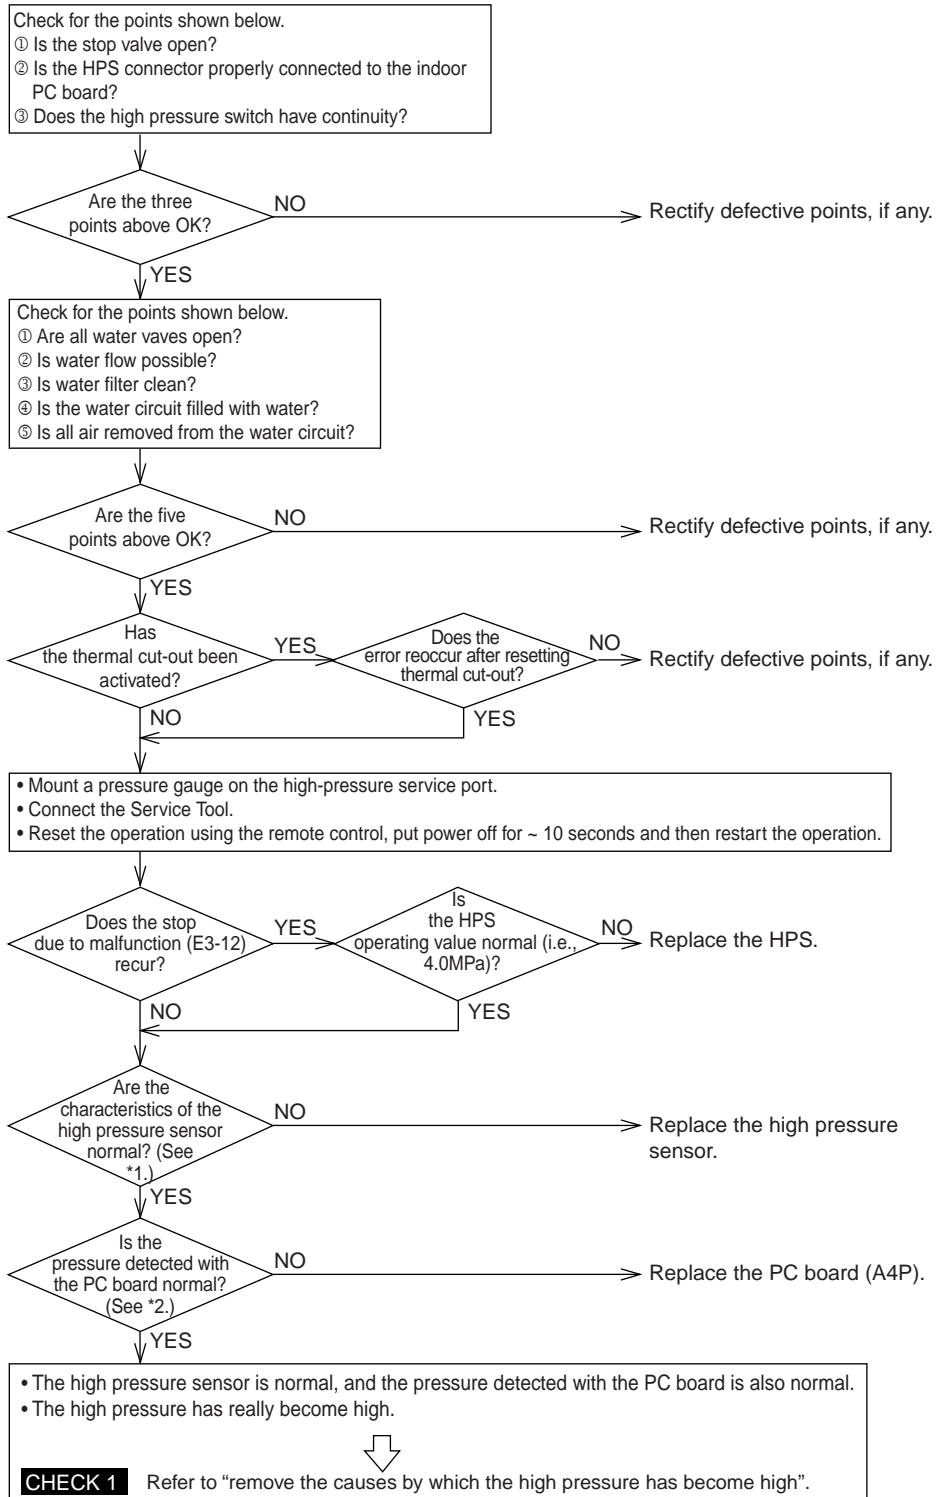 Check for the points shown below.
① Is the stop valve open?
② Is the HPS connector properly connected to the indoor
PC board?
③ Does the high pressure switch have continuity?
Are the three
points above OK?
NO
Rectify defective points, if any.
YES
Check for the points shown below.
① Are all water vaves open?
② Is water flow possible?
③ Is water filter clean?
④ Is the water circuit filled with water?
⑤ Is all air removed from the water circuit?
Are the five
points above OK?
NO
Rectify defective points, if any.
YES
Has
the thermal cut-out been
activated?
YES
Does the
error reoccur after resetting
thermal cut-out?
NO
Rectify defective points, if any.
NO
YES
• Mount a pressure gauge on the high-pressure service port.
• Connect the Service Tool.
• Reset the operation using the remote control, put power off for ~ 10 seconds and then restart the operation.
Does the stop
due to malfunction (E3-12)
recur?
YES
Is
the HPS
operating value normal (i.e.,
4.0MPa)?
NO
Replace the HPS.
NO
YES
Are the
characteristics of the
high pressure sensor
normal? (See
*1.)
NO
Replace the high pressure
sensor.
YES
Is the
pressure detected with
the PC board normal?
(See *2.)
NO
Replace the PC board (A4P).
YES
• The high pressure sensor is normal, and the pressure detected with the PC board is also normal.
• The high pressure has really become high.
CHECK 1 Refer to “remove the causes by which the high pressure has become high”.